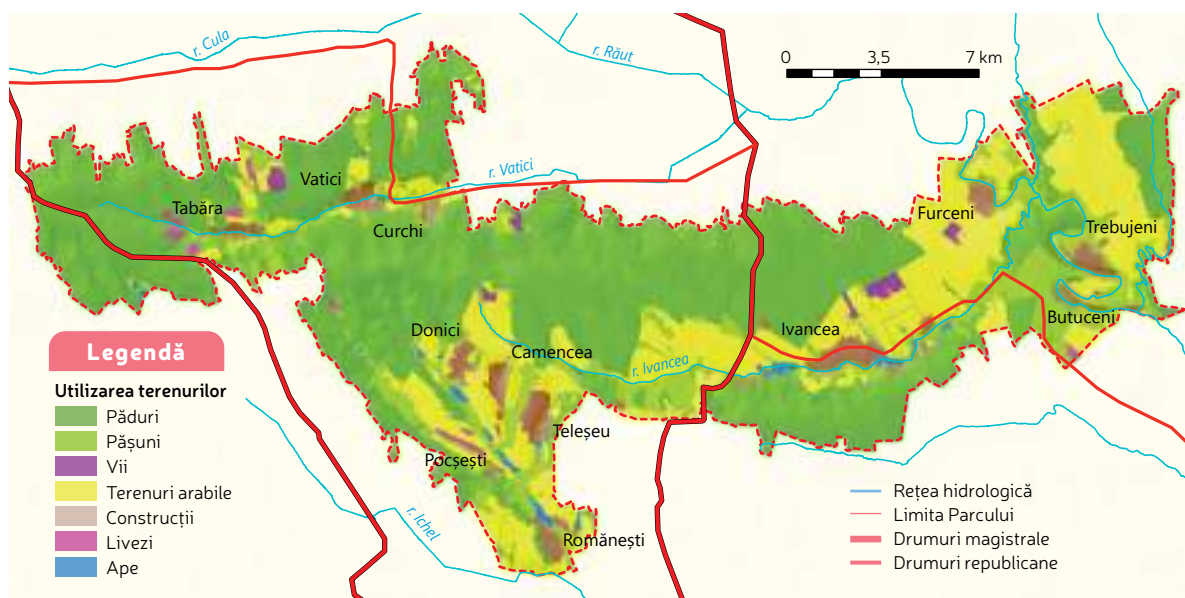 r. Cula
r. Răut
0 3,5 7 km
r. Vatici
Vatici
Tabăra
Curchi
Furceni
Trebujeni
Butuceni
Donici
Ivancea
Camencea
r. Ivancea
Teleșeu
Pocșești
r. Ichel
Românești
Legendă
Utilizarea terenurilor
Păduri
Pășuni
Vii
Terenuri arabile
Construcții
Livezi
Ape
Rețea hidrologică
Limita Parcului
Drumuri magistrale
Drumuri republicane